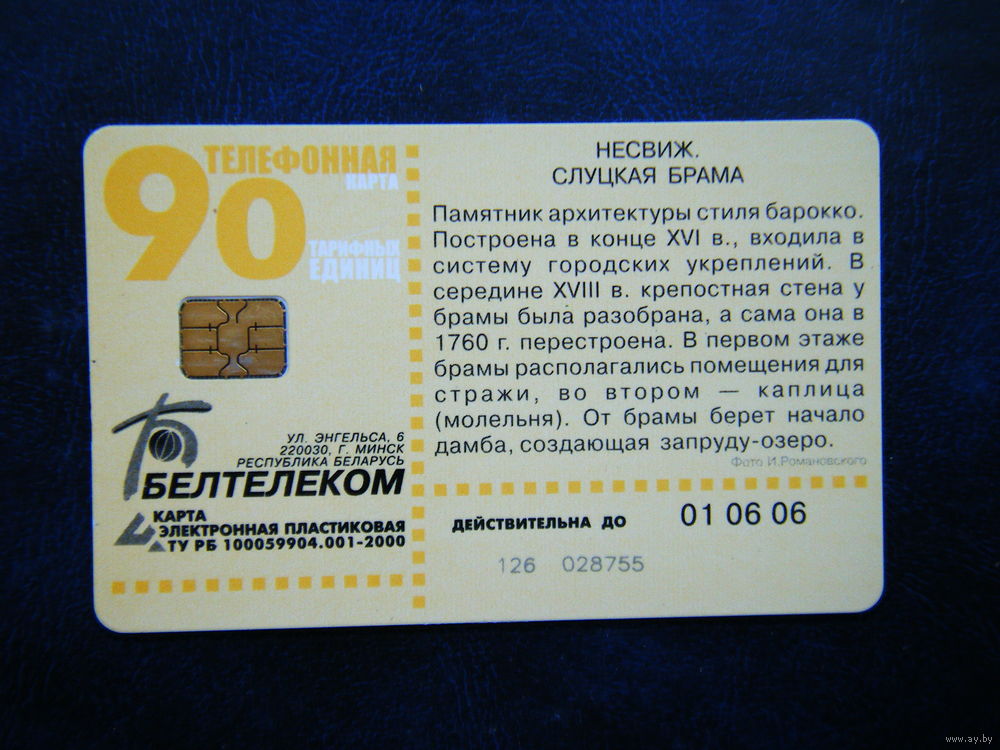 90
ТЕЛЕФОННАЯ
КАРТА
ТАРИФНЫХ
ЕДИНИЦ
УЛ. ЭНГЕЛЬСА, 6
220030, Г. МИНСК
РЕСПУБЛИКА БЕЛАРУСЬ
БЕЛТЕЛЕКОМ
КАРТА
ЭЛЕКТРОННАЯ ПЛАСТИКОВАЯ
ТУ РБ 100059904.001-2000
НЕСВИЖ.
СЛУЦКАЯ БРАМА
Памятник архитектуры стиля барокко.
Построена в конце XVI в., входила в
систему городских укреплений. В
середине XVIII в. крепостная стена у
брамы была разобрана, а сама она в
1760 г. перестроена. В первом этаже
брамы располагались помещения для
стражи, во втором — каплица
(молельня). От брамы берет начало
дамба, создающая запруду-озеро.
Фото И.Романовского
ДЕЙСТВИТЕЛЬНА ДО 01 06 06
126 028755
www.ay.by